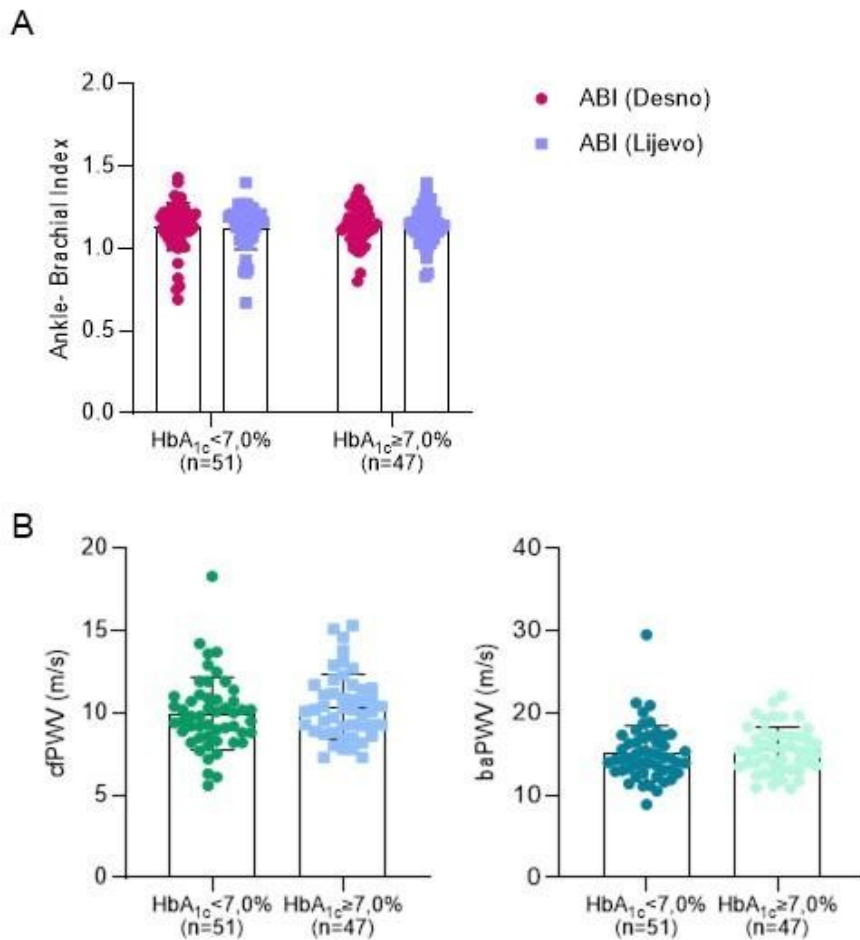 A
2.0
1.5
1.0
0.5
0.0
Ankle- Brachial Index
ABI (Desno)
ABI (Lijevo)
HbA1c<7,0%
(n=51)
HbA1c≥7,0%
(n=47)
B
20
15
10
5
0
cfPWV (m/s)
HbA1c<7,0%
(n=51)
HbA1c≥7,0%
(n=47)
40
30
20
10
0
baPWV (m/s)
HbA1c<7,0%
(n=51)
HbA1c≥7,0%
(n=47)